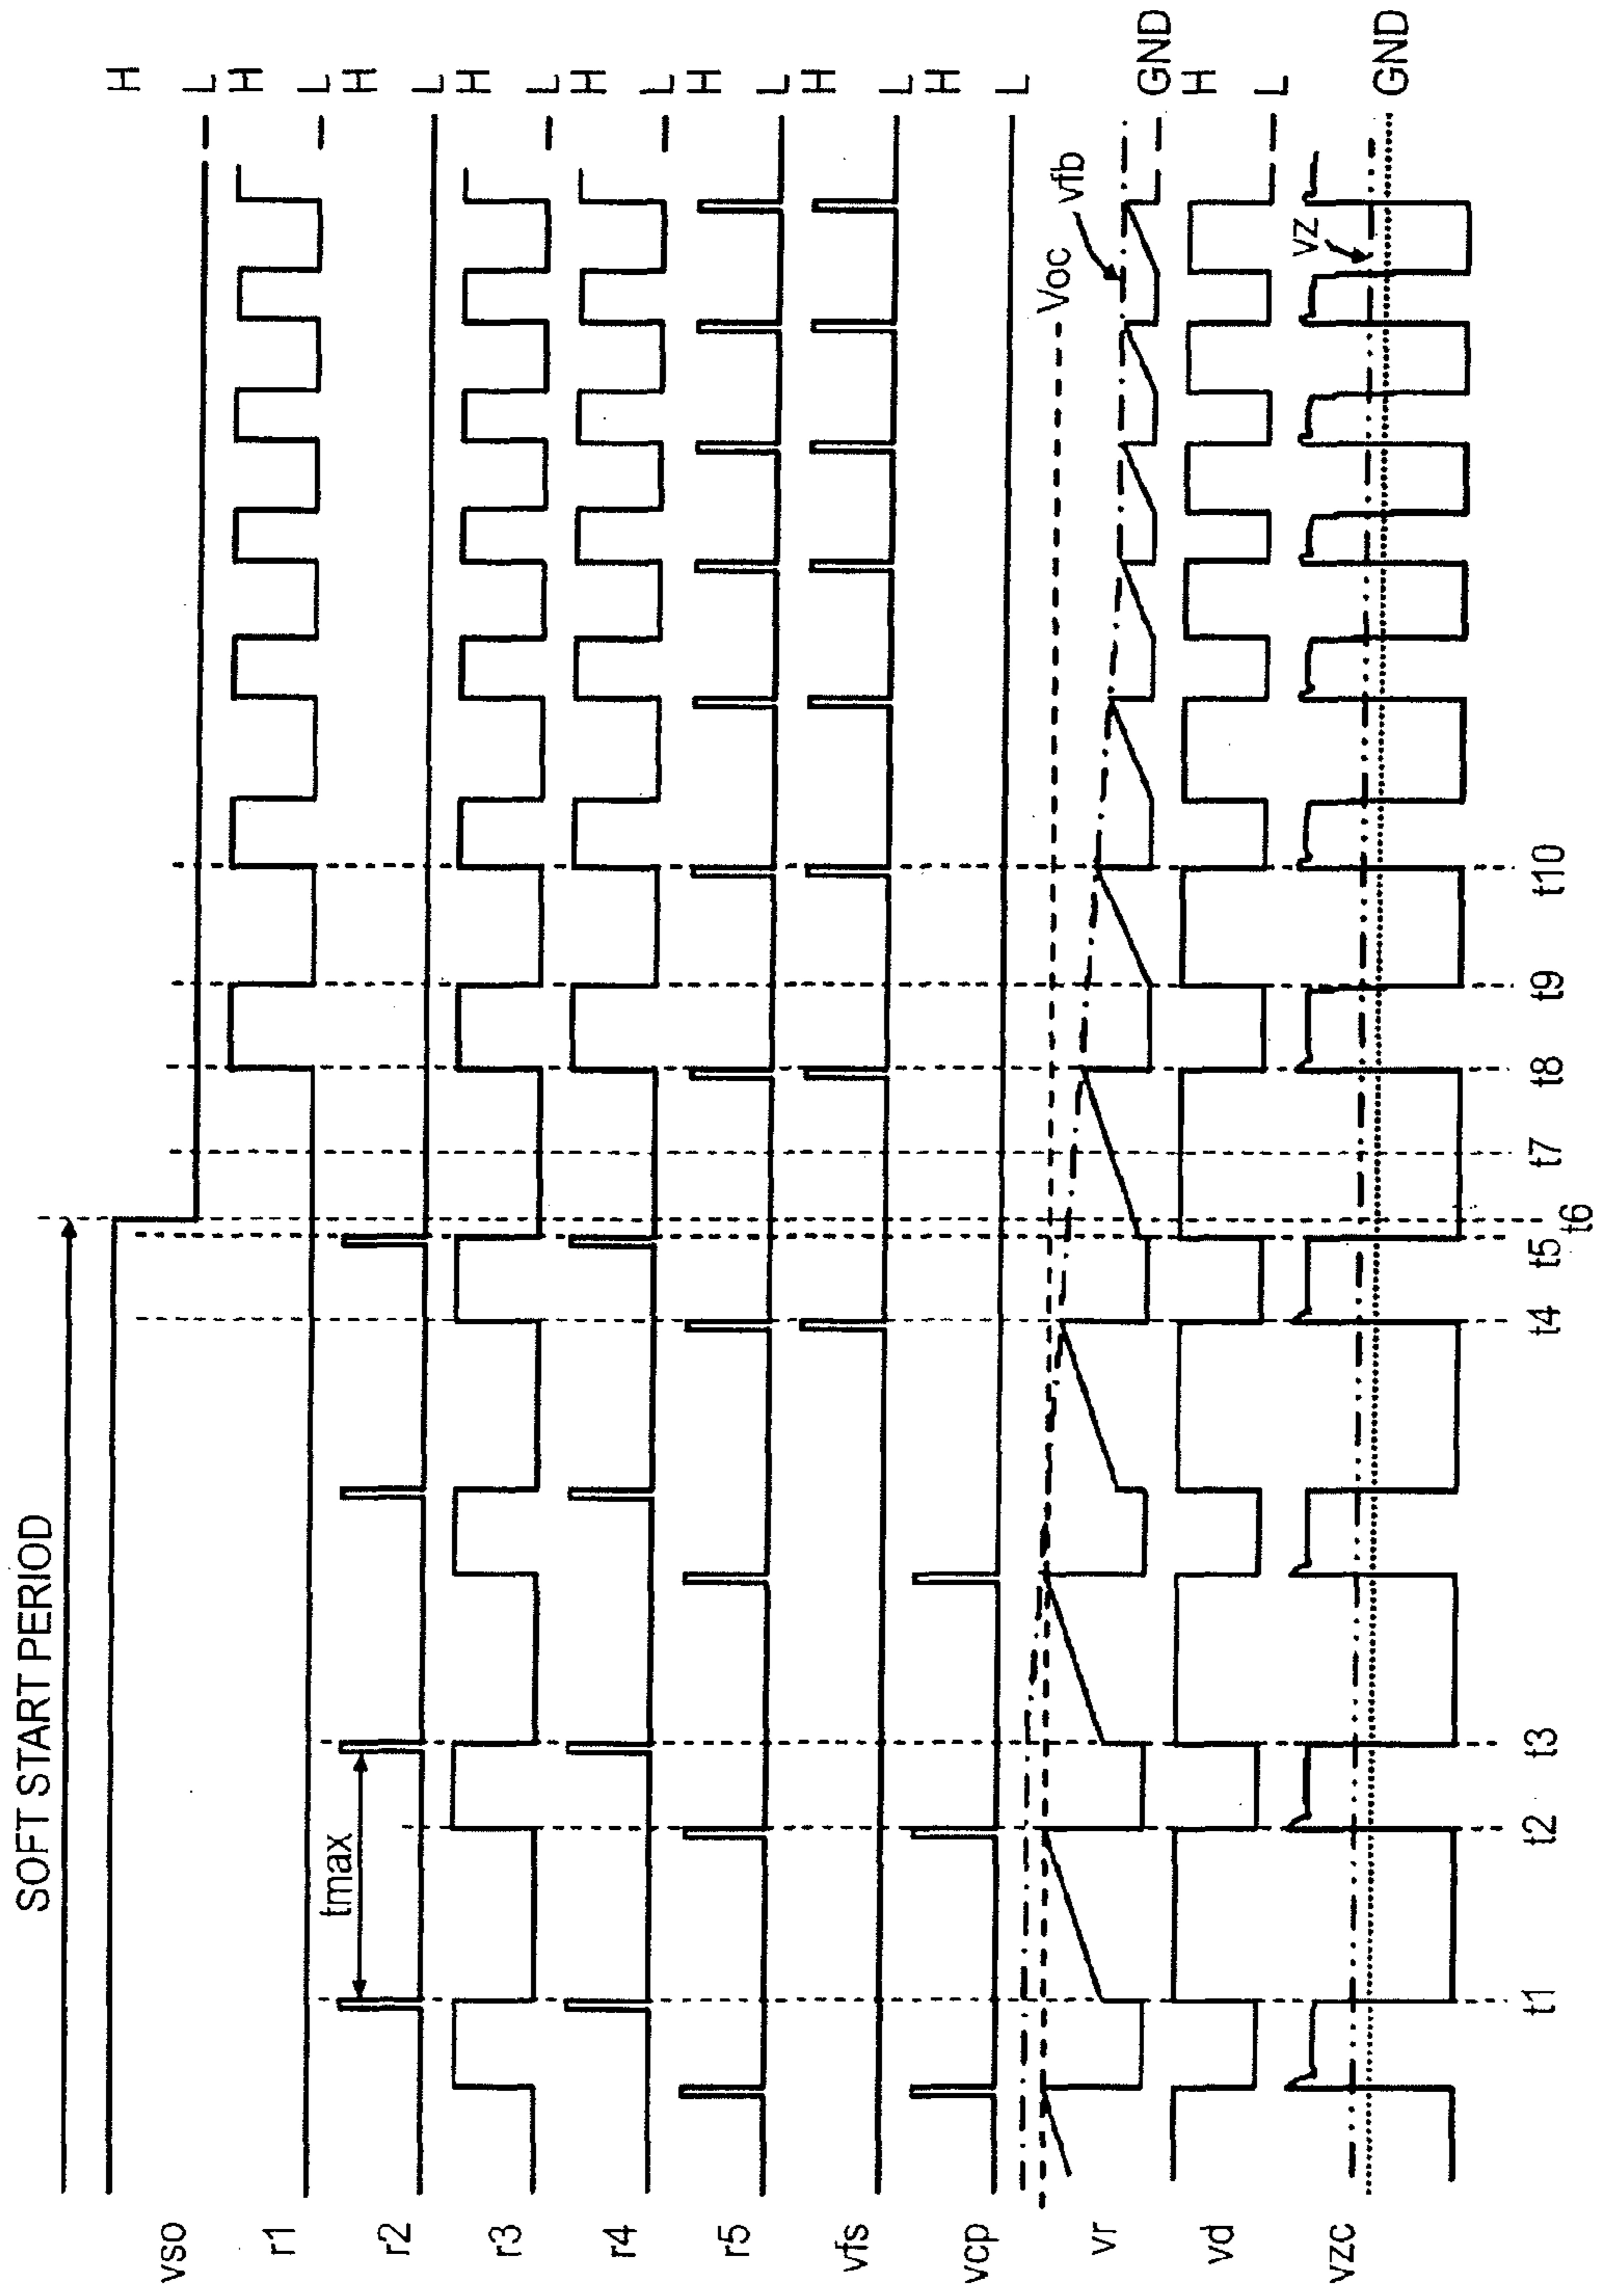 SOFT START PERIOD
vso H L
r1 H L
r2 H L
tmax
r3 H L
r4 H L
r5 H L
vfs H L
vcp H L
vr Voc vfb GND
vd H L
vzc vz GND
t1 t2 t3 t4 t5 t6 t7 t8 t9 t10